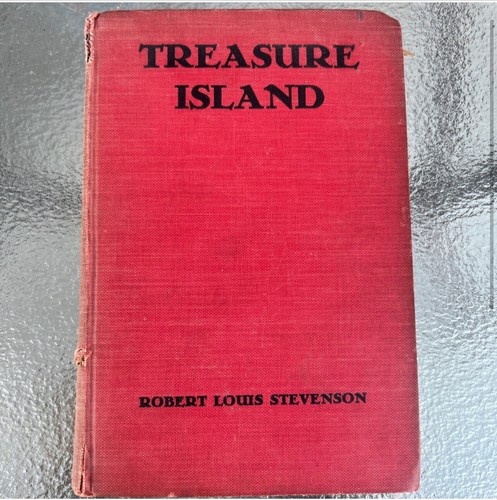 TREASURE
ISLAND
ROBERT LOUIS STEVENSON